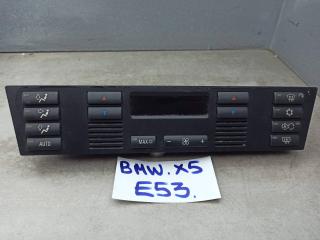 AUTO
MAX
- +
BMW.X5
E53.